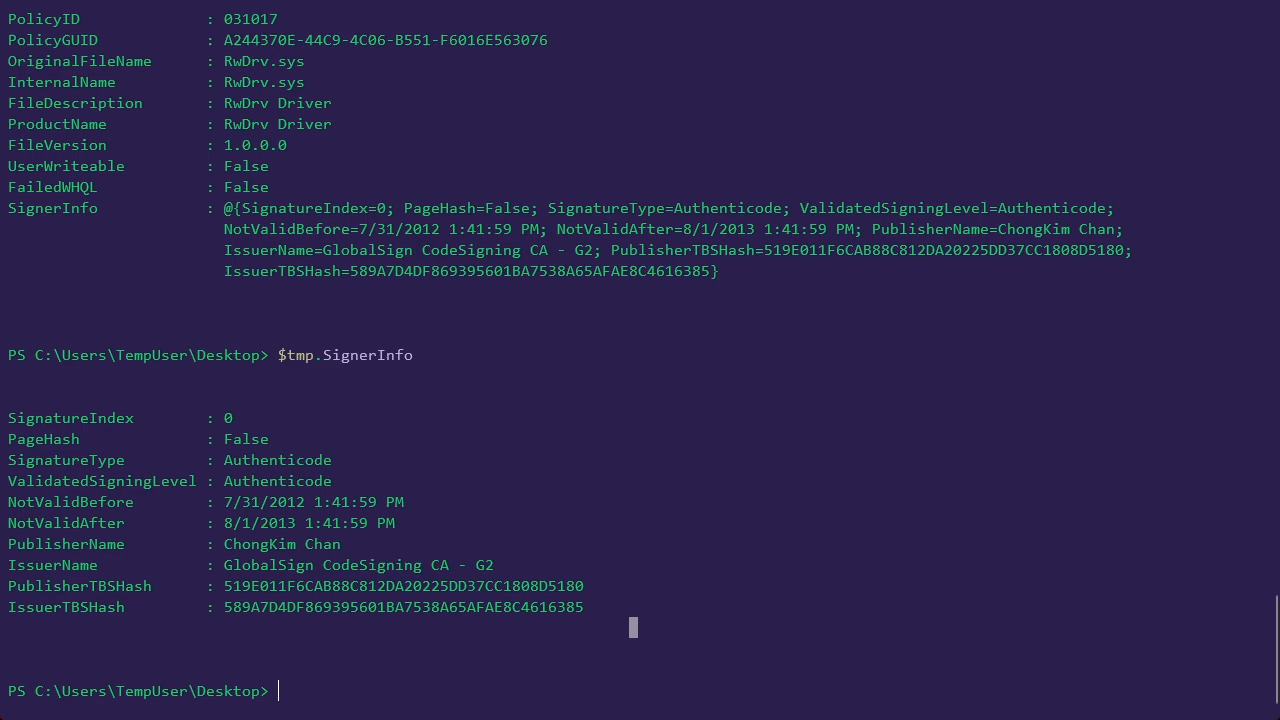 PolicyID : 031017
PolicyGUID : A244370E-44C9-4C06-B551-F6016E563076
OriginalFileName : RwDrv.sys
InternalName : RwDrv.sys
FileDescription : RwDrv Driver
ProductName : RwDrv Driver
FileVersion : 1.0.0.0
UserWriteable : False
FailedWHQL : False
SignerInfo : @{SignatureIndex=0; PageHash=False; SignatureType=Authenticode; ValidatedSigningLevel=Authenticode;
NotValidBefore=7/31/2012 1:41:59 PM; NotValidAfter=8/1/2013 1:41:59 PM; PublisherName=ChongKim Chan;
IssuerName=GlobalSign CodeSigning CA - G2; PublisherTBSHash=519E011F6CAB88C812DA20225DD37CC1808D5180;
IssuerTBSHash=589A7D4DF869395601BA7538A65AFAE8C4616385}
PS C:\Users\TempUser\Desktop> $tmp.SignerInfo
SignatureIndex : 0
PageHash : False
SignatureType : Authenticode
ValidatedSigningLevel : Authenticode
NotValidBefore : 7/31/2012 1:41:59 PM
NotValidAfter : 8/1/2013 1:41:59 PM
PublisherName : ChongKim Chan
IssuerName : GlobalSign CodeSigning CA - G2
PublisherTBSHash : 519E011F6CAB88C812DA20225DD37CC1808D5180
IssuerTBSHash : 589A7D4DF869395601BA7538A65AFAE8C4616385
PS C:\Users\TempUser\Desktop>